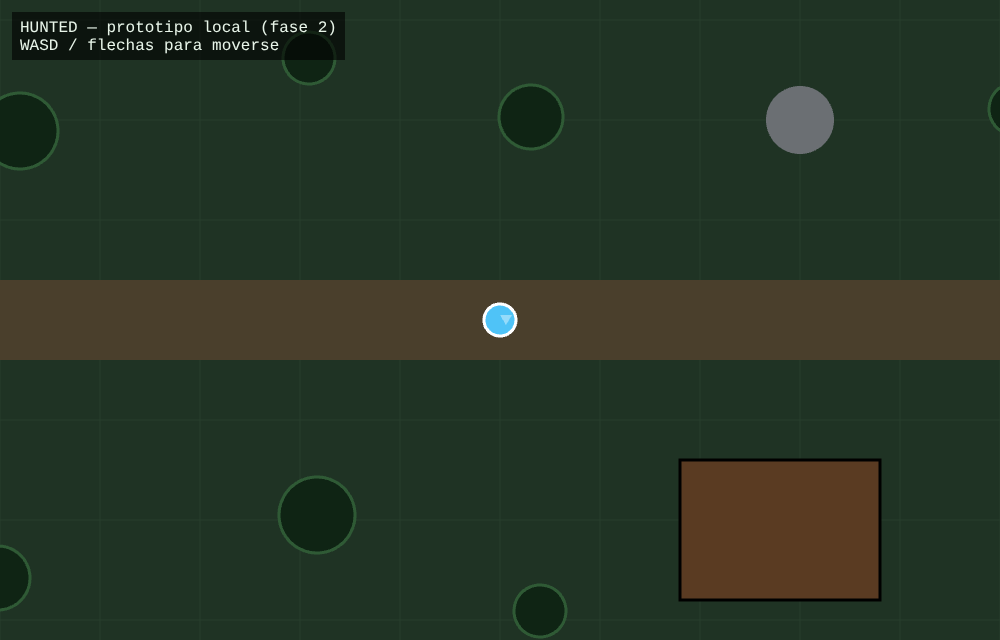 HUNTED — prototipo local (fase 2)
WASD / flechas para moverse